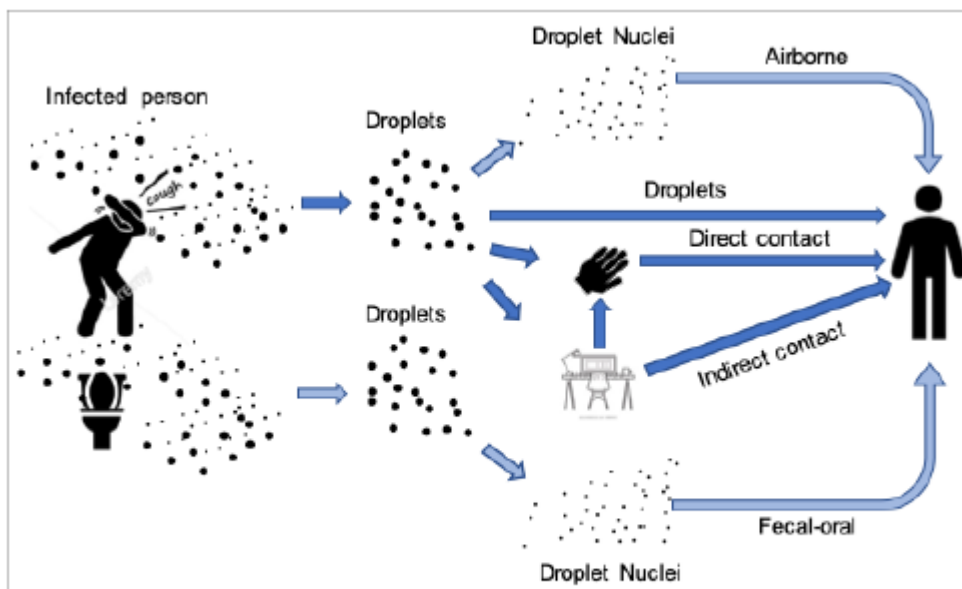 Droplet Nuclei
Airborne
Infected person
Droplets
cough
Droplets
Direct contact
Droplets
Indirect contact
Fecal-oral
Droplet Nuclei